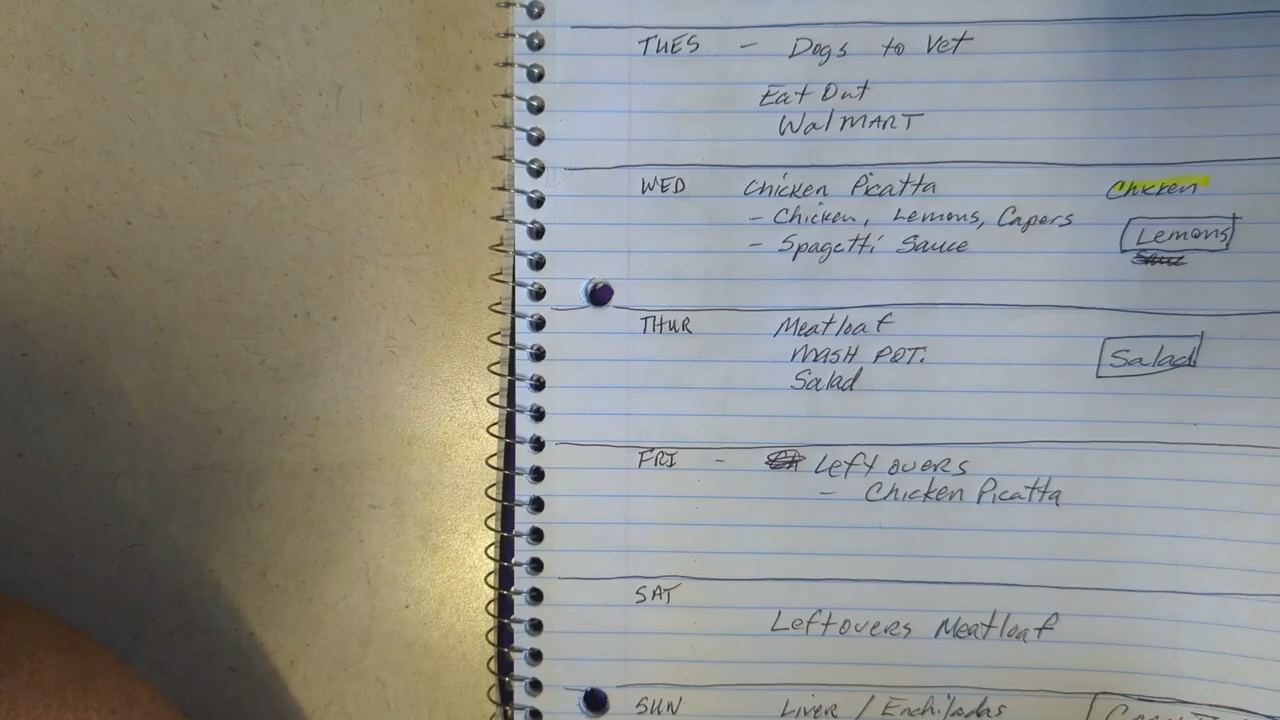 TUES - Dogs to Vet
Eat Out
WalMART
WED Chicken Picatta Chicken
- Chicken, Lemons, Capers Lemons
- Spagetti Sauce
THUR Meatloaf
MASH POT. Salad
Salad
FRI - Left overs
- Chicken Picatta
SAT
Leftovers Meatloaf
SUN Liver / Enchiladas